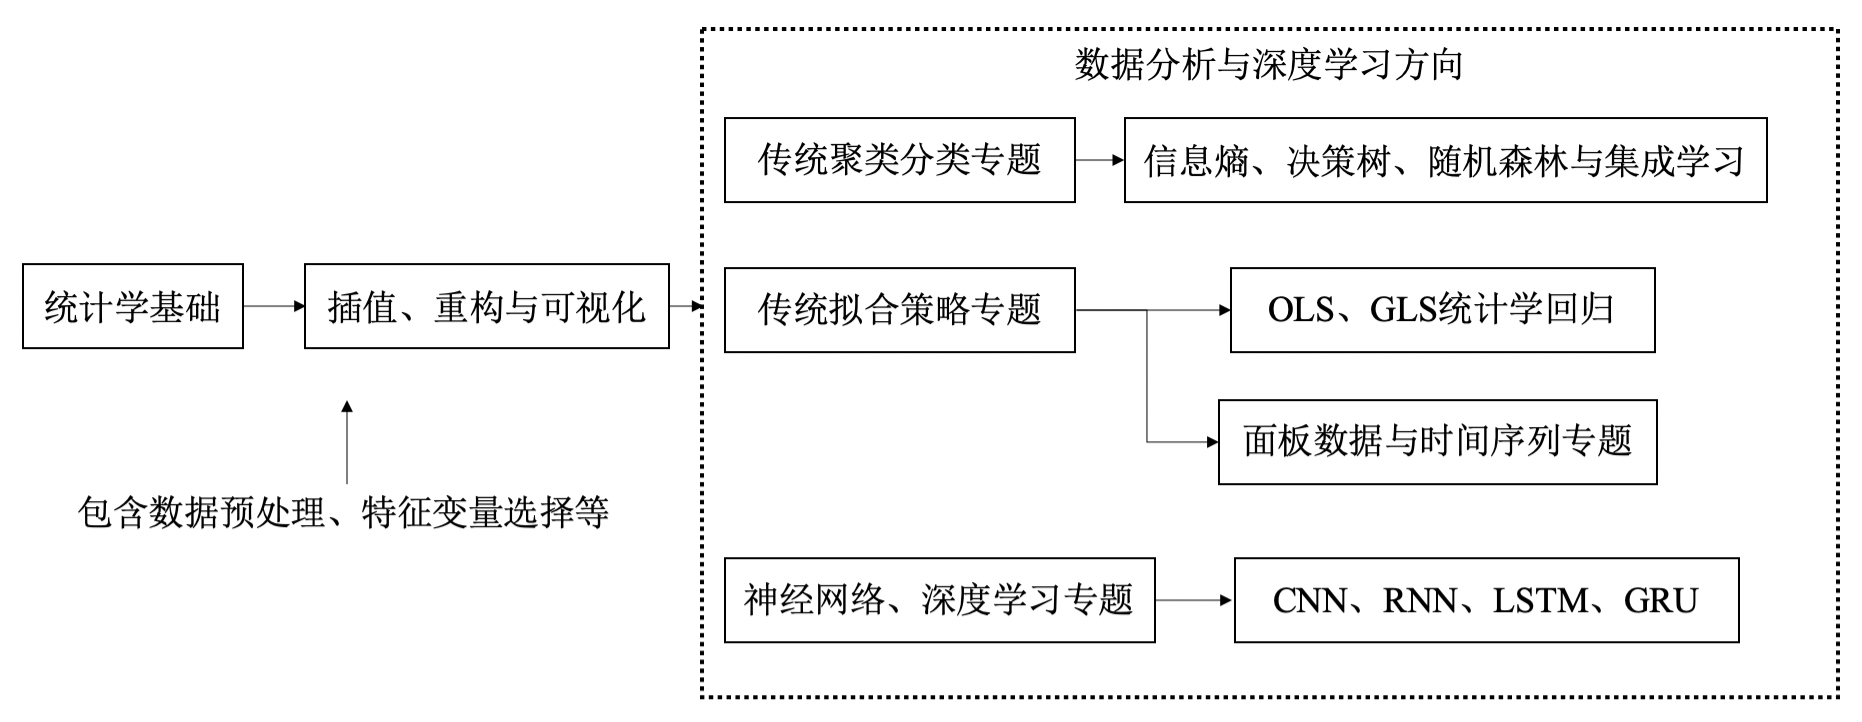 数据分析与深度学习方向
传统聚类分类专题
信息熵、决策树、随机森林与集成学习
统计学基础
插值、重构与可视化
传统拟合策略专题
OLS、GLS统计学回归
面板数据与时间序列专题
包含数据预处理、特征变量选择等
神经网络、深度学习专题
CNN、RNN、LSTM、GRU